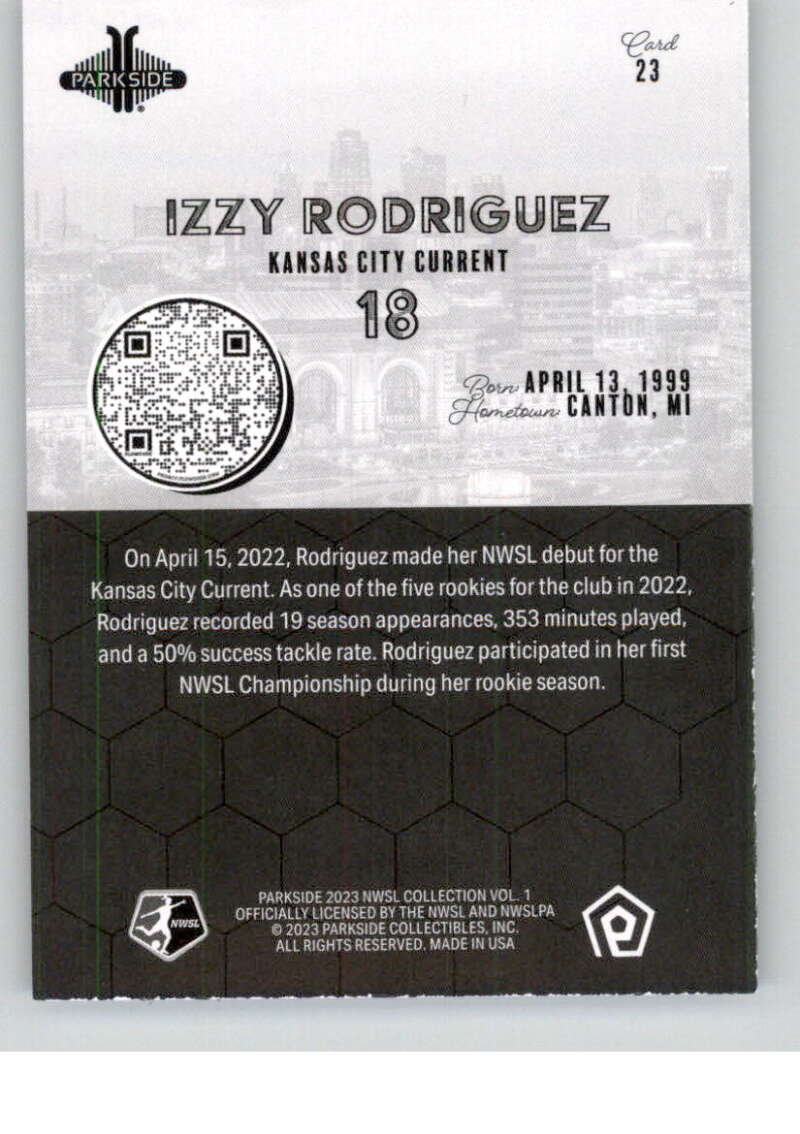 PARKSIDE
Card
23
IZZY RODRIGUEZ
KANSAS CITY CURRENT
18
Born: APRIL 13, 1999
Hometown: CANTON, MI
On April 15, 2022, Rodriguez made her NWSL debut for the
Kansas City Current. As one of the five rookies for the club in 2022,
Rodriguez recorded 19 season appearances, 353 minutes played,
and a 50% success tackle rate. Rodriguez participated in her first
NWSL Championship during her rookie season.
NWSL
PARKSIDE 2023 NWSL COLLECTION VOL. 1
OFFICIALLY LICENSED BY THE NWSL AND NWSLPA
© 2023 PARKSIDE COLLECTIBLES, INC.
ALL RIGHTS RESERVED. MADE IN USA